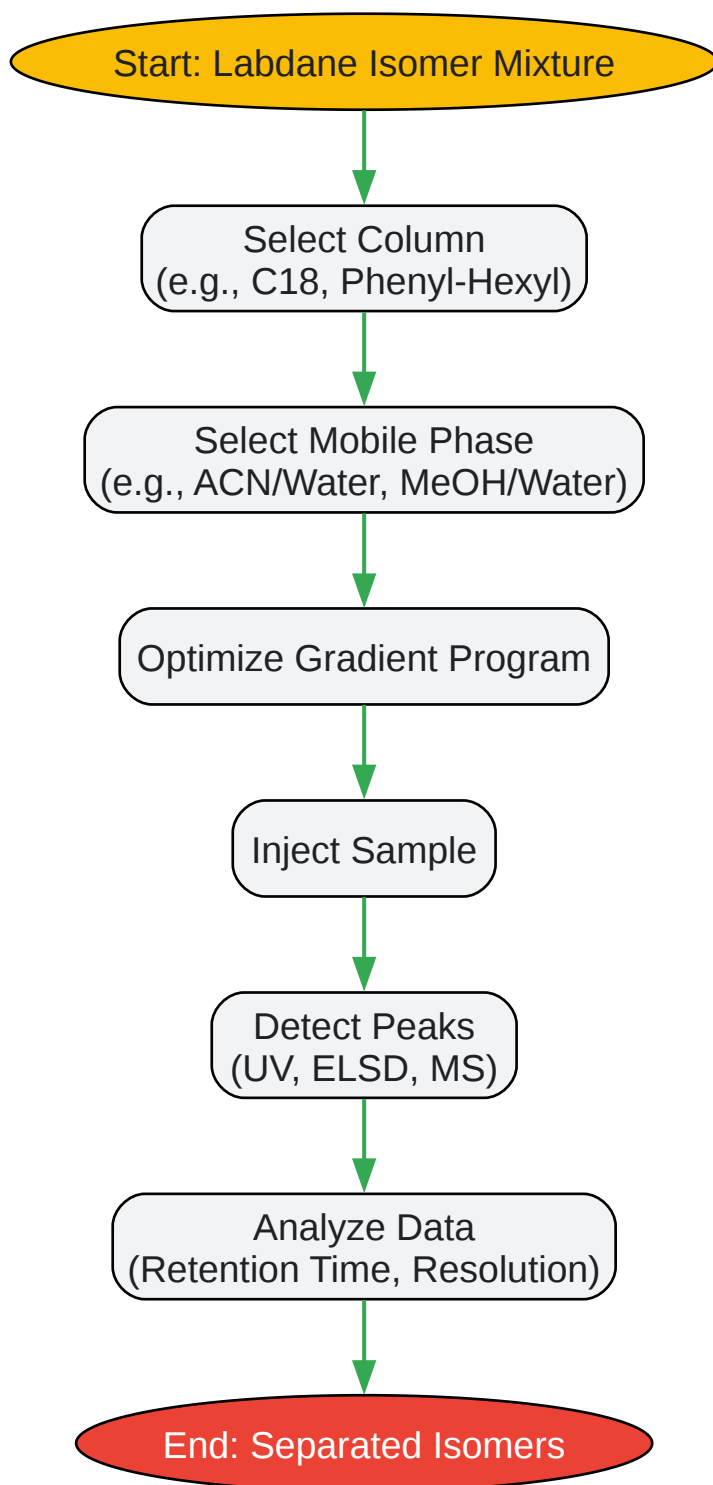 Start: Labdane Isomer Mixture
Select Column
(e.g., C18, Phenyl-Hexyl)
Select Mobile Phase
(e.g., ACN/Water, MeOH/Water)
Optimize Gradient Program
Inject Sample
Detect Peaks
(UV, ELSD, MS)
Analyze Data
(Retention Time, Resolution)
End: Separated Isomers